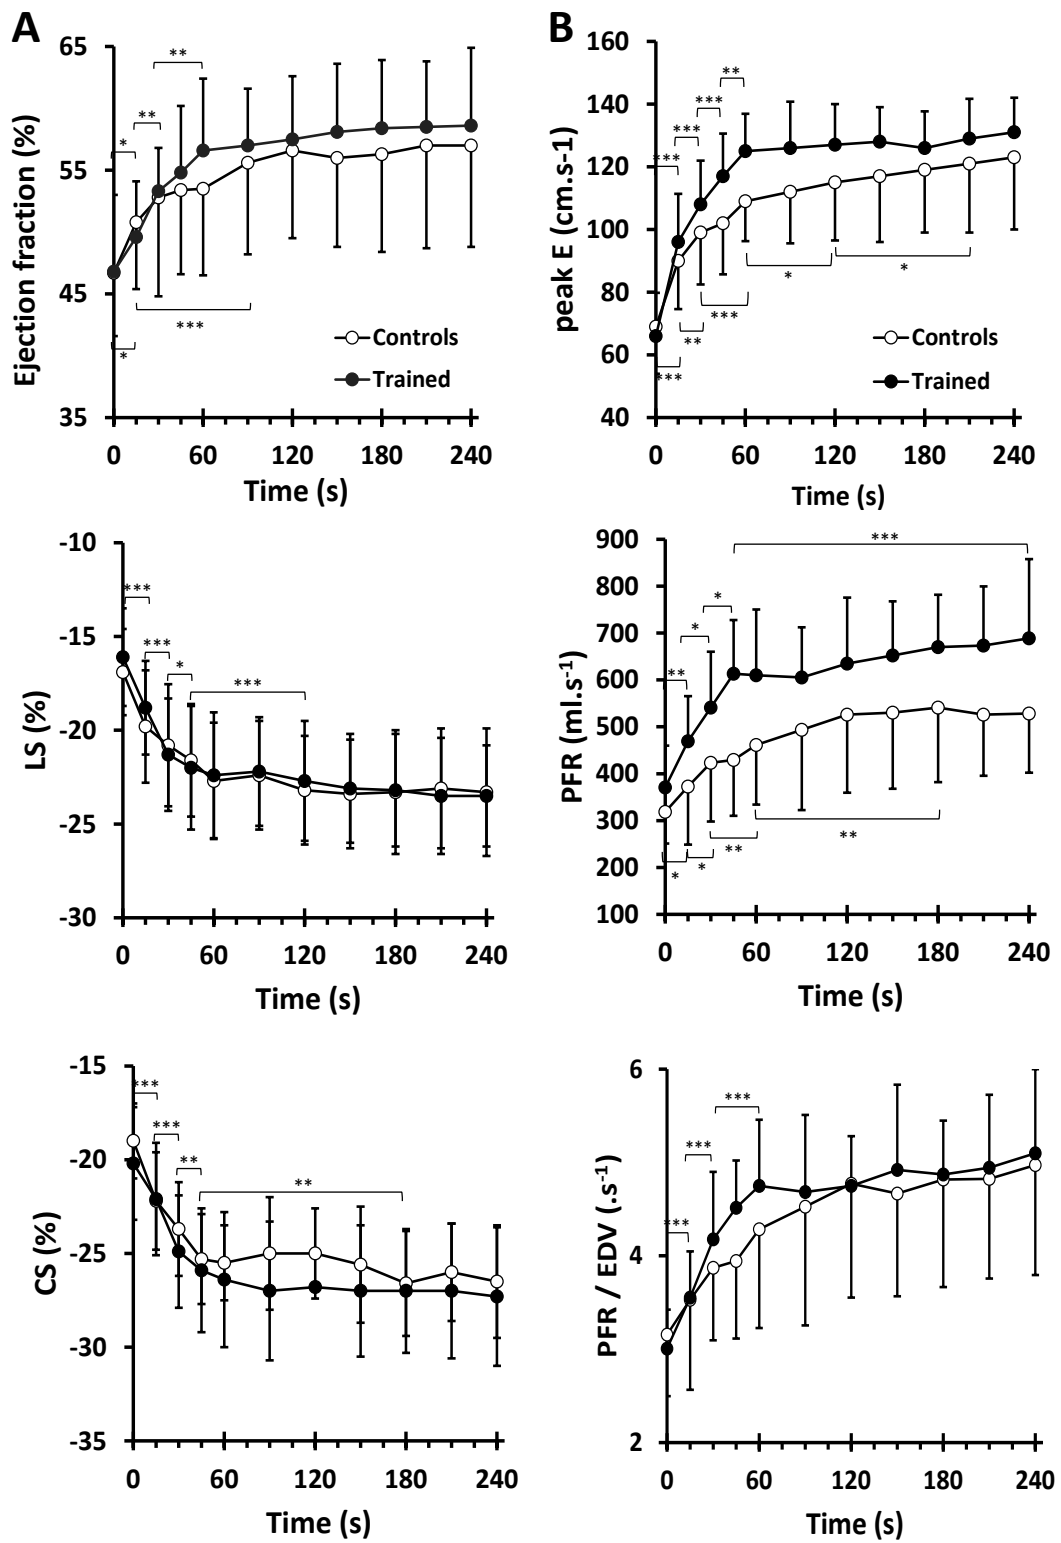 A
Ejection fraction (%)
65
55
45
35
**
**
*
***
*
Controls
Trained
0 60 120 180 240
Time (s)
B
peak E (cm.s-1)
160
140
120
100
80
60
40
**
***
***
***
*
*
***
**
***
Controls
Trained
0 60 120 180 240
Time (s)
LS (%)
-10
-15
-20
-25
-30
***
***
*
***
0 60 120 180 240
Time (s)
PFR (ml.s-1)
900
800
700
600
500
400
300
200
100
***
*
*
**
**
**
*
*
0 60 120 180 240
Time (s)
CS (%)
-15
-20
-25
-30
-35
***
***
**
**
0 60 120 180 240
Time (s)
PFR / EDV (.s-1)
6
4
2
***
***
***
0 60 120 180 240
Time (s)